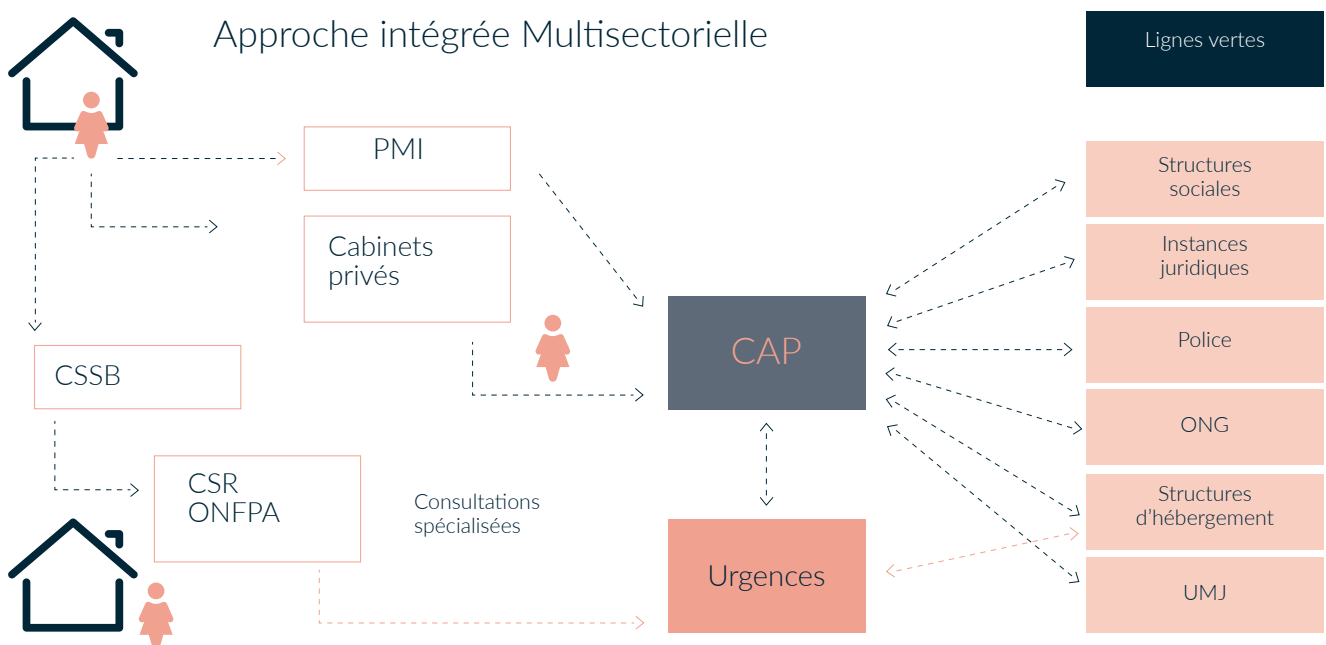 Approche intégrée Multisectorielle
Lignes vertes
PMI
Cabinets
privés
CSSB
CSR
ONFPA
Consultations
spécialisées
CAP
Urgences
Structures
sociales
Instances
juridiques
Police
ONG
Structures
d’hébergement
UMJ